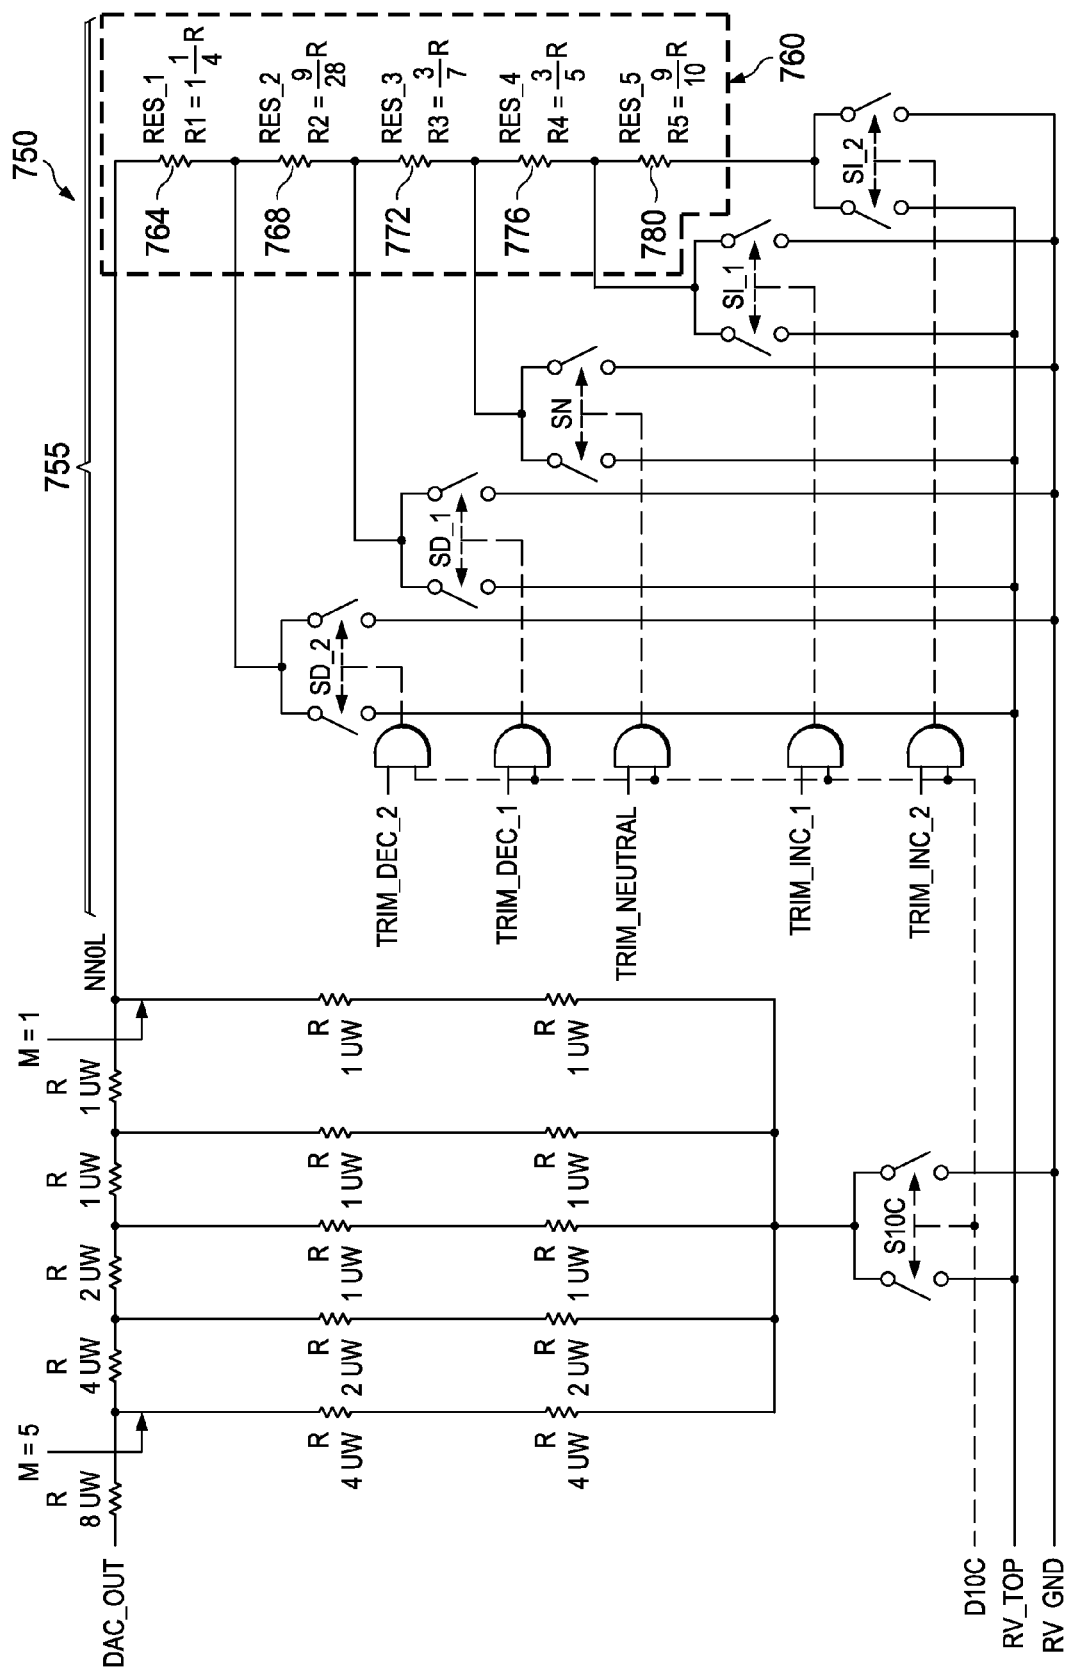 750
755
760
RES_1
R1 = 1 1/4 R
764
RES_2
R2 = 9/28 R
768
RES_3
R3 = 3/7 R
772
RES_4
R4 = 3/5 R
776
RES_5
R5 = 9/10 R
780
SI_2
SI_1
SN
SD_1
SD_2
TRIM_DEC_2
TRIM_DEC_1
TRIM_NEUTRAL
TRIM_INC_1
TRIM_INC_2
NN0L
M = 1
R
1 UW
R
1 UW
R
2 UW
R
4 UW
M = 5
R
8 UW
DAC_OUT
R
1 UW
R
1 UW
R
1 UW
R
1 UW
R
1 UW
R
1 UW
R
2 UW
R
2 UW
R
4 UW
R
4 UW
S10C
D10C
RV_TOP
RV GND